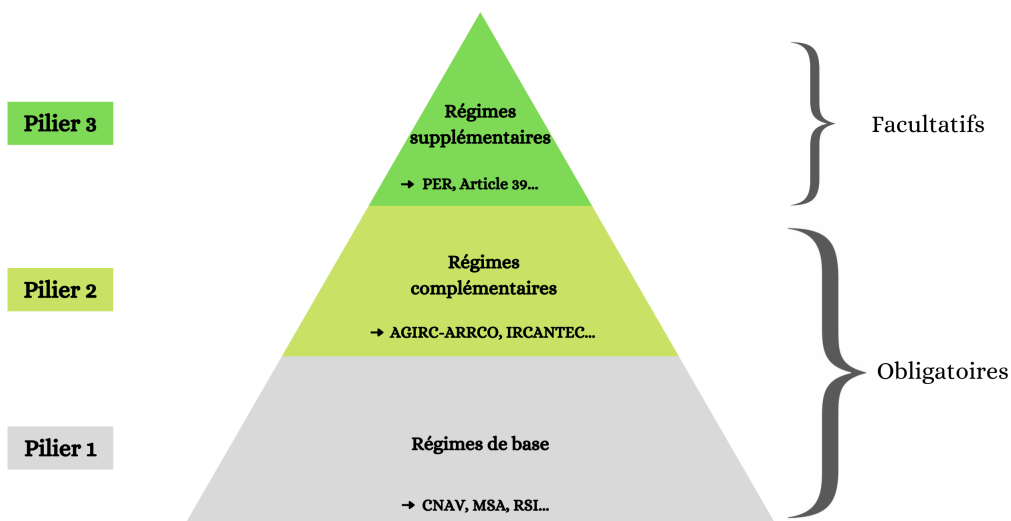 Pilier 3
Régimes
supplémentaires
→ PER, Article 39...
Facultatifs
Pilier 2
Régimes
complémentaires
→ AGIRC-ARRCO, IRCANTEC...
Obligatoires
Pilier 1
Régimes de base
→ CNAV, MSA, RSI...